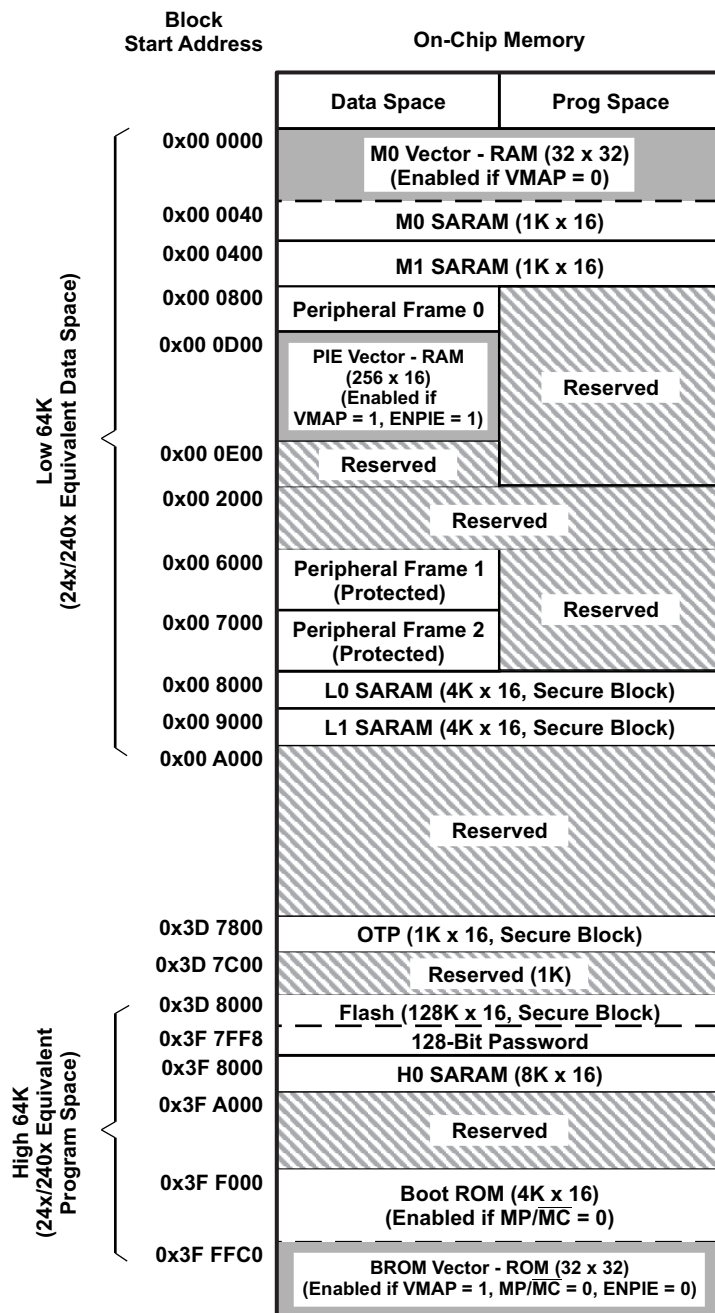 Block
Start Address
On-Chip Memory
Data Space
Prog Space
0x00 0000
M0 Vector - RAM (32 x 32)
(Enabled if VMAP = 0)
0x00 0040
M0 SARAM (1K x 16)
0x00 0400
M1 SARAM (1K x 16)
0x00 0800
Peripheral Frame 0
0x00 0D00
PIE Vector - RAM
(256 x 16)
(Enabled if
VMAP = 1, ENPIE = 1)
Reserved
0x00 0E00
Reserved
0x00 2000
Reserved
0x00 6000
Peripheral Frame 1
(Protected)
0x00 7000
Peripheral Frame 2
(Protected)
Reserved
0x00 8000
L0 SARAM (4K x 16, Secure Block)
0x00 9000
L1 SARAM (4K x 16, Secure Block)
0x00 A000
Reserved
Low 64K
(24x/240x Equivalent Data Space)
0x3D 7800
OTP (1K x 16, Secure Block)
0x3D 7C00
Reserved (1K)
0x3D 8000
Flash (128K x 16, Secure Block)
0x3F 7FF8
128-Bit Password
0x3F 8000
H0 SARAM (8K x 16)
0x3F A000
Reserved
0x3F F000
Boot ROM (4K x 16)
(Enabled if MP/M̅C̅ = 0)
0x3F FFC0
BROM Vector - ROM (32 x 32)
(Enabled if VMAP = 1, MP/M̅C̅ = 0, ENPIE = 0)
High 64K
(24x/240x Equivalent
Program Space)